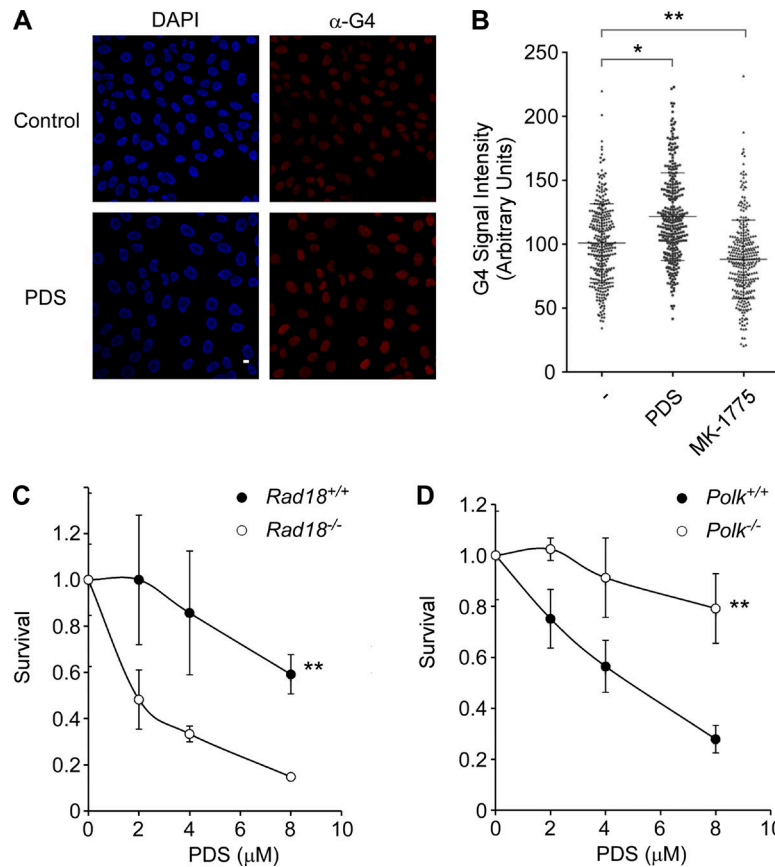 A
DAPI
α-G4
Control
PDS
B
**
*
G4 Signal Intensity
(Arbitrary Units)
250
200
150
100
50
0
-
PDS
MK-1775
C
Rad18+/+
Rad18-/-
1.2
1.0
0.8
0.6
0.4
0.2
0
Survival
**
0 2 4 6 8 10
PDS (μM)
D
Polk+/+
Polk-/-
1.2
1.0
0.8
0.6
0.4
0.2
0
Survival
**
0 2 4 6 8 10
PDS (μM)